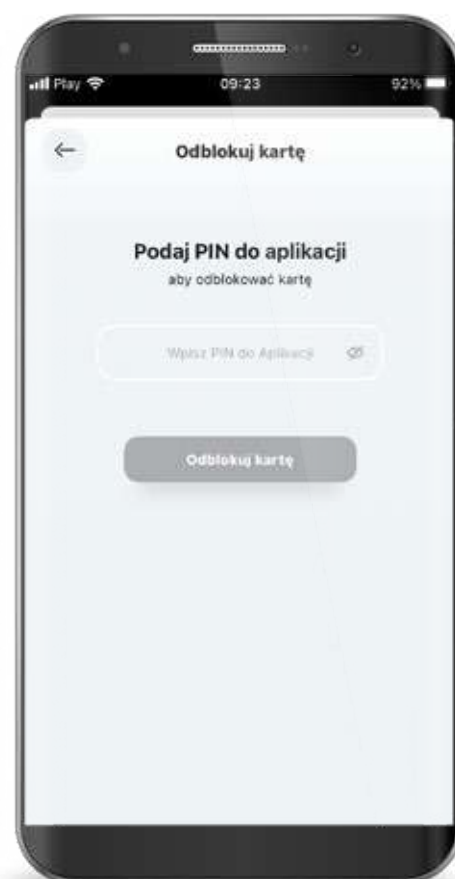 Play 09:23 92%
Odblokuj kartę
Podaj PIN do aplikacji
aby odblokować kartę
Wpisz PIN do Aplikacji
Odblokuj kartę